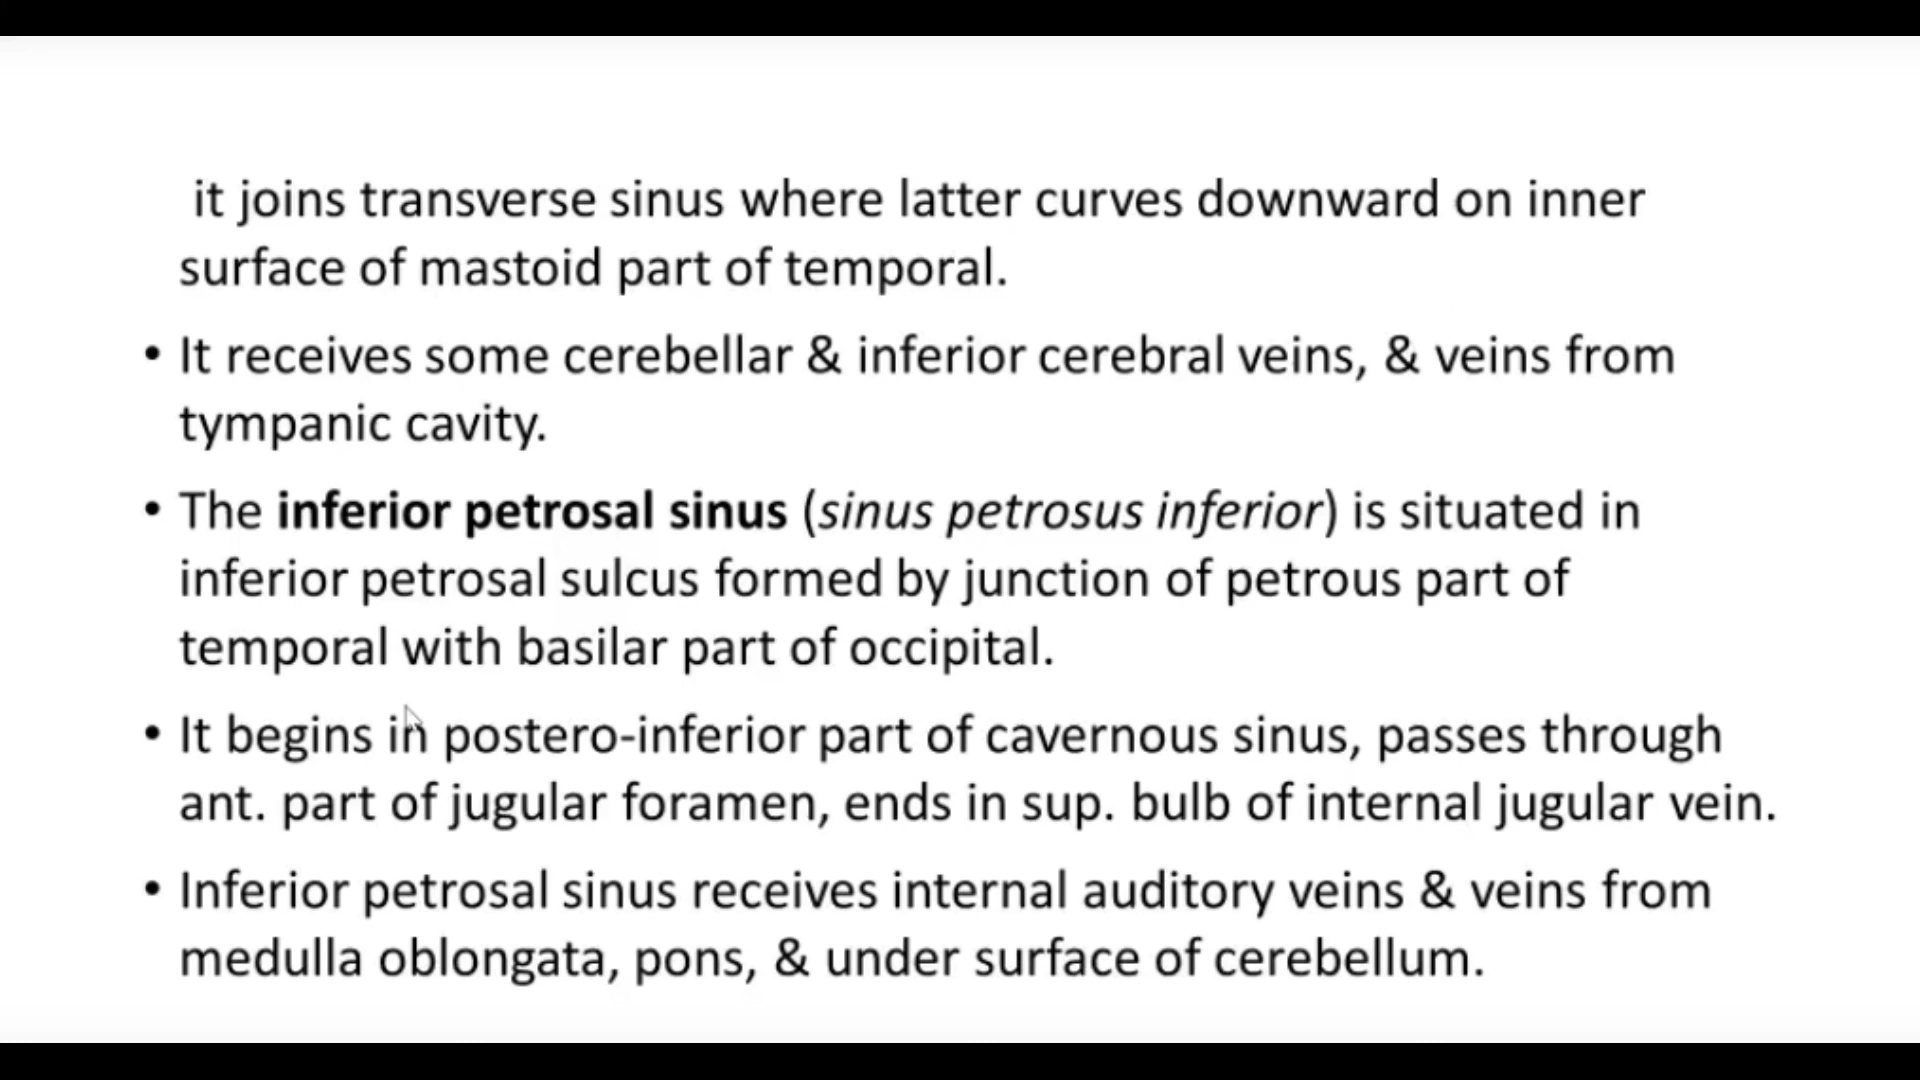 it joins transverse sinus where latter curves downward on inner
surface of mastoid part of temporal.
• It receives some cerebellar & inferior cerebral veins, & veins from
tympanic cavity.
• The inferior petrosal sinus (sinus petrosus inferior) is situated in
inferior petrosal sulcus formed by junction of petrous part of
temporal with basilar part of occipital.
• It begins in postero-inferior part of cavernous sinus, passes through
ant. part of jugular foramen, ends in sup. bulb of internal jugular vein.
• Inferior petrosal sinus receives internal auditory veins & veins from
medulla oblongata, pons, & under surface of cerebellum.